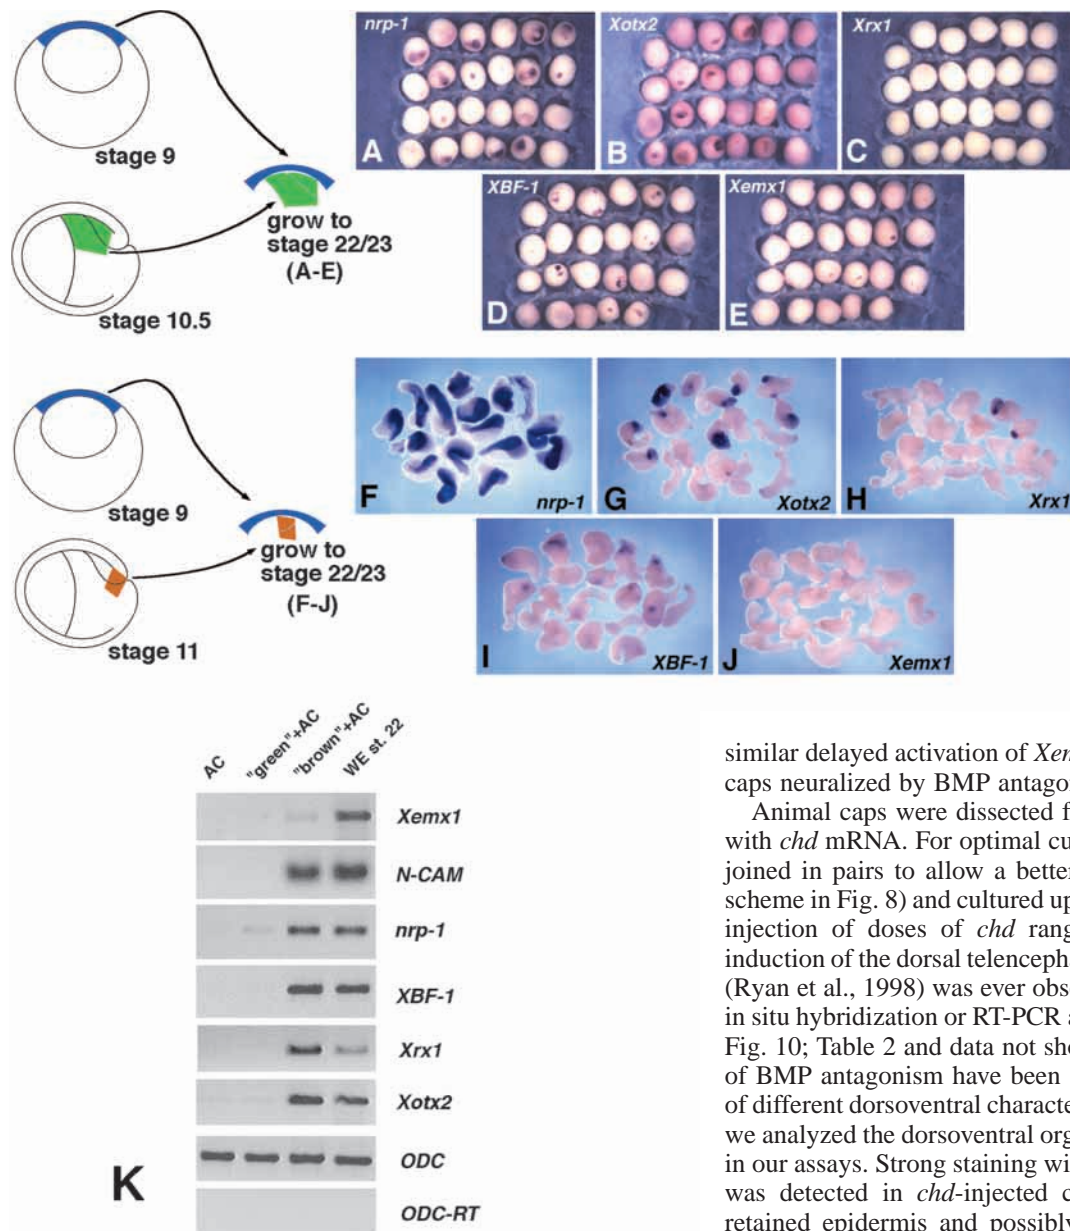 nrp-1
Xotx2
Xrx1
A
B
C
stage 9
XBF-1
Xemx1
grow to
stage 22/23
(A-E)
D
E
stage 10.5
F
nrp-1
G
Xotx2
H
Xrx1
stage 9
grow to
stage 22/23
(F-J)
I
XBF-1
J
Xemx1
stage 11
AC
"green"+AC
"brown"+AC
WE st. 22
Xemx1
N-CAM
nrp-1
XBF-1
Xrx1
Xotx2
ODC
ODC-RT
K
similar delayed activation of Xem
caps neuralized by BMP antago
Animal caps were dissected f
with chd mRNA. For optimal cu
joined in pairs to allow a better
scheme in Fig. 8) and cultured up
injection of doses of chd rang
induction of the dorsal telenceph
(Ryan et al., 1998) was ever obs
in situ hybridization or RT-PCR a
Fig. 10; Table 2 and data not sho
of BMP antagonism have been
of different dorsoventral characte
we analyzed the dorsoventral org
in our assays. Strong staining wi
was detected in chd-injected c
retained epidermis and possibly